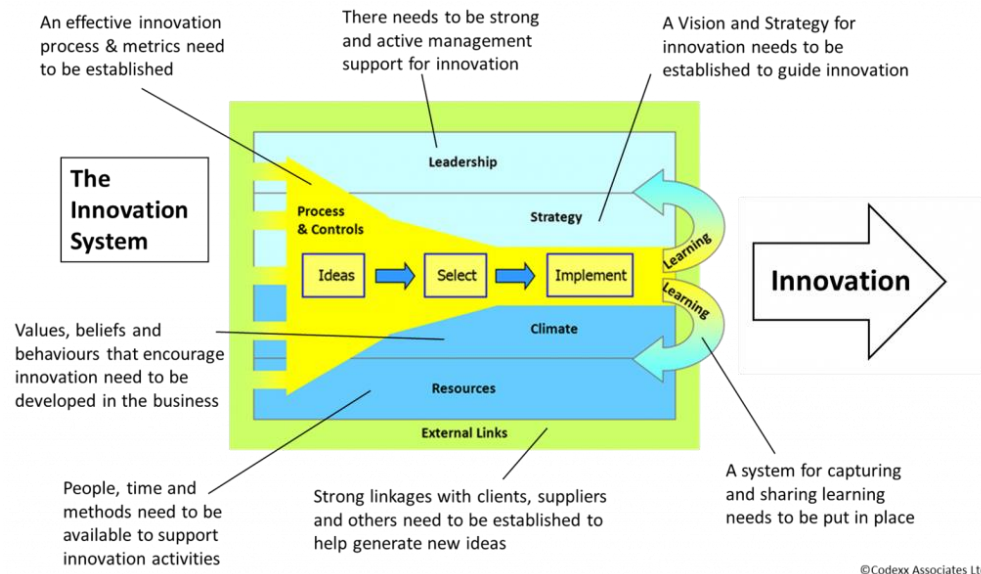 An effective innovation
process & metrics need
to be established
There needs to be strong
and active management
support for innovation
A Vision and Strategy for
innovation needs to be
established to guide innovation
The
Innovation
System
Leadership
Strategy
Process
& Controls
Ideas
Select
Implement
Learning
Learning
Innovation
Climate
Resources
External Links
Values, beliefs and
behaviours that encourage
innovation need to be
developed in the business
People, time and
methods need to be
available to support
innovation activities
Strong linkages with clients, suppliers
and others need to be established to
help generate new ideas
A system for capturing
and sharing learning
needs to be put in place
©Codexx Associates Lt